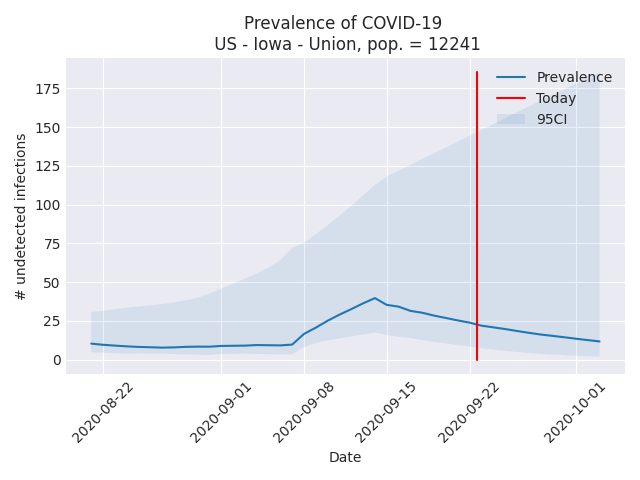 Prevalence of COVID-19
US - Iowa - Union, pop. = 12241
Prevalence
Today
95CI
# undetected infections
175
150
125
100
75
50
25
0
2020-08-22
2020-09-01
2020-09-08
2020-09-15
2020-09-22
2020-10-01
Date